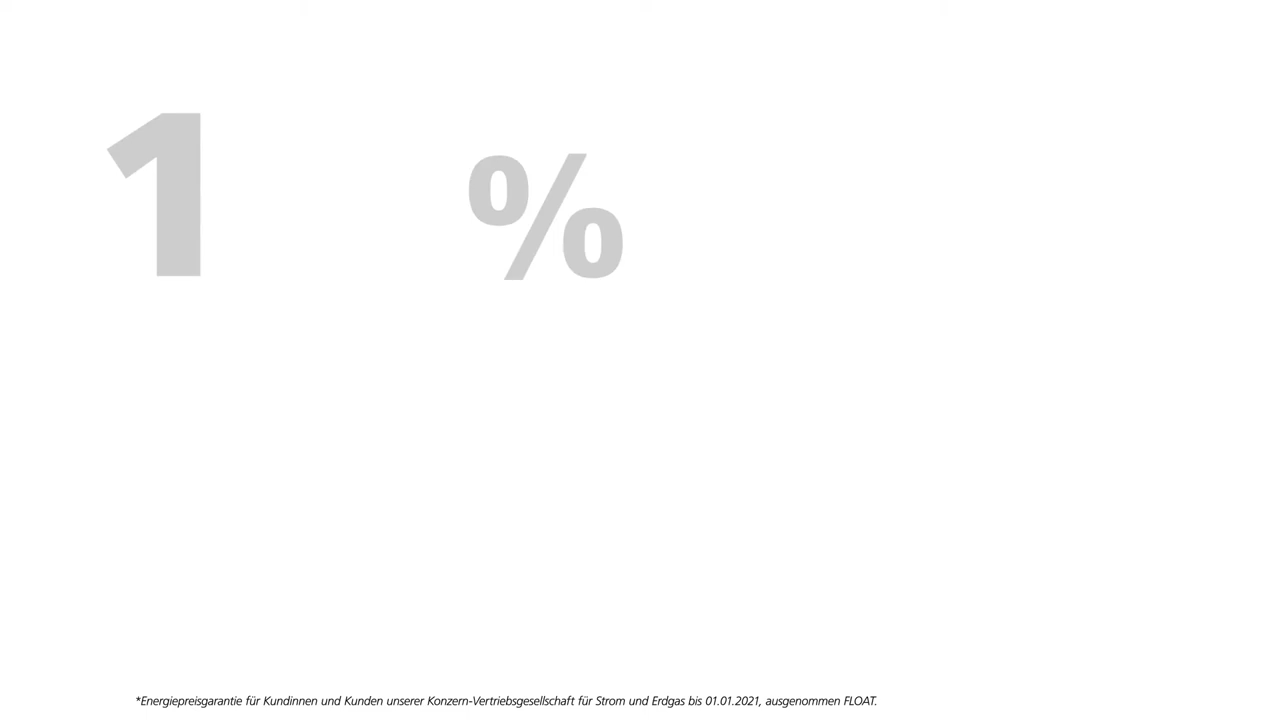 1 %
*Energiepreisgarantie für Kundinnen und Kunden unserer Konzern-Vertriebsgesellschaft für Strom und Erdgas bis 01.01.2021, ausgenommen FLOAT.